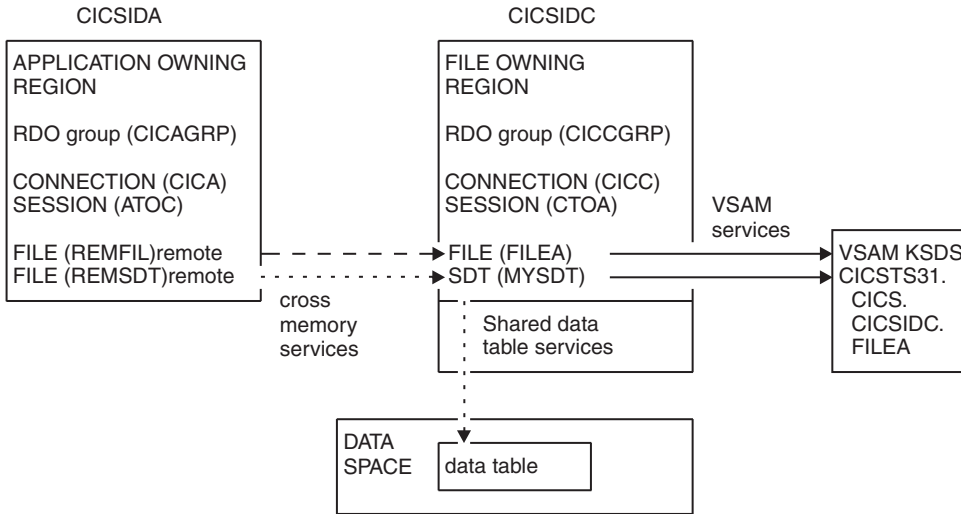 CICSIDA
CICSIDC
APPLICATION OWNING
REGION
RDO group (CICAGRP)
CONNECTION (CICA)
SESSION (ATOC)
FILE (REMFIL)remote
FILE (REMSDT)remote
cross
memory
services
FILE OWNING
REGION
RDO group (CICCGRP)
CONNECTION (CICC)
SESSION (CTOA)
FILE (FILEA)
SDT (MYSDT)
Shared data
table services
VSAM
services
VSAM KSDS
CICSTS31.
CICS.
CICSIDC.
FILEA
DATA
SPACE
data table